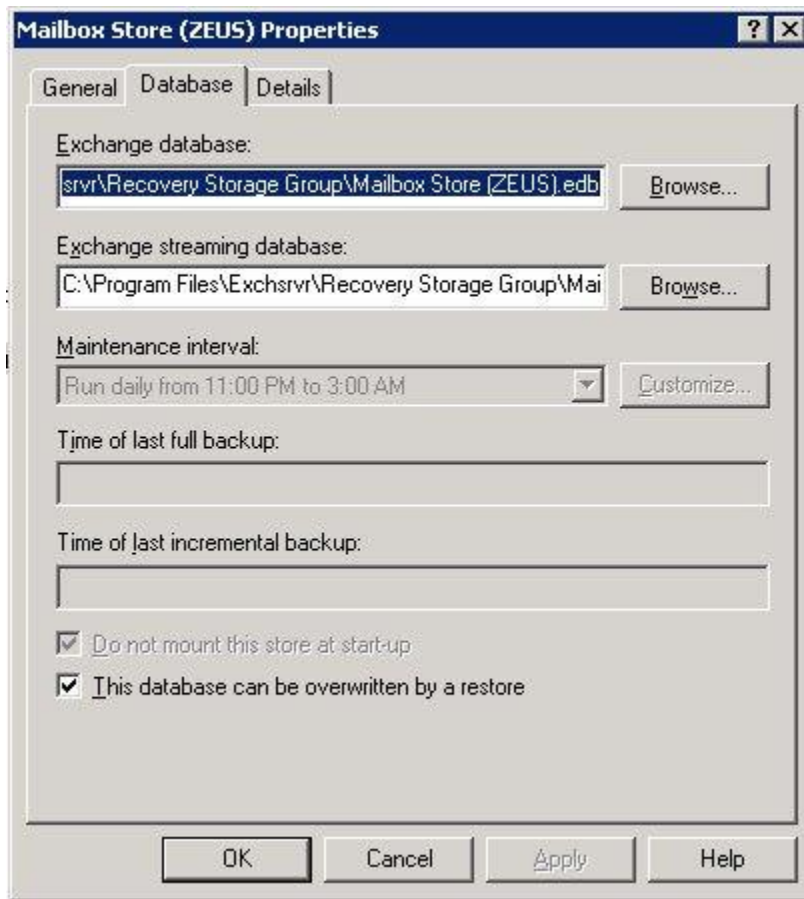 Mailbox Store (ZEUS) Properties
General Database Details
Exchange database:
srvr\Recovery Storage Group\Mailbox Store (ZEUS).edb Browse...
Exchange streaming database:
C:\Program Files\Exchsrvr\Recovery Storage Group\Mai Browse...
Maintenance interval:
Run daily from 11:00 PM to 3:00 AM Customize...
Time of last full backup:
Time of last incremental backup:
Do not mount this store at start-up
This database can be overwritten by a restore
OK Cancel Apply Help